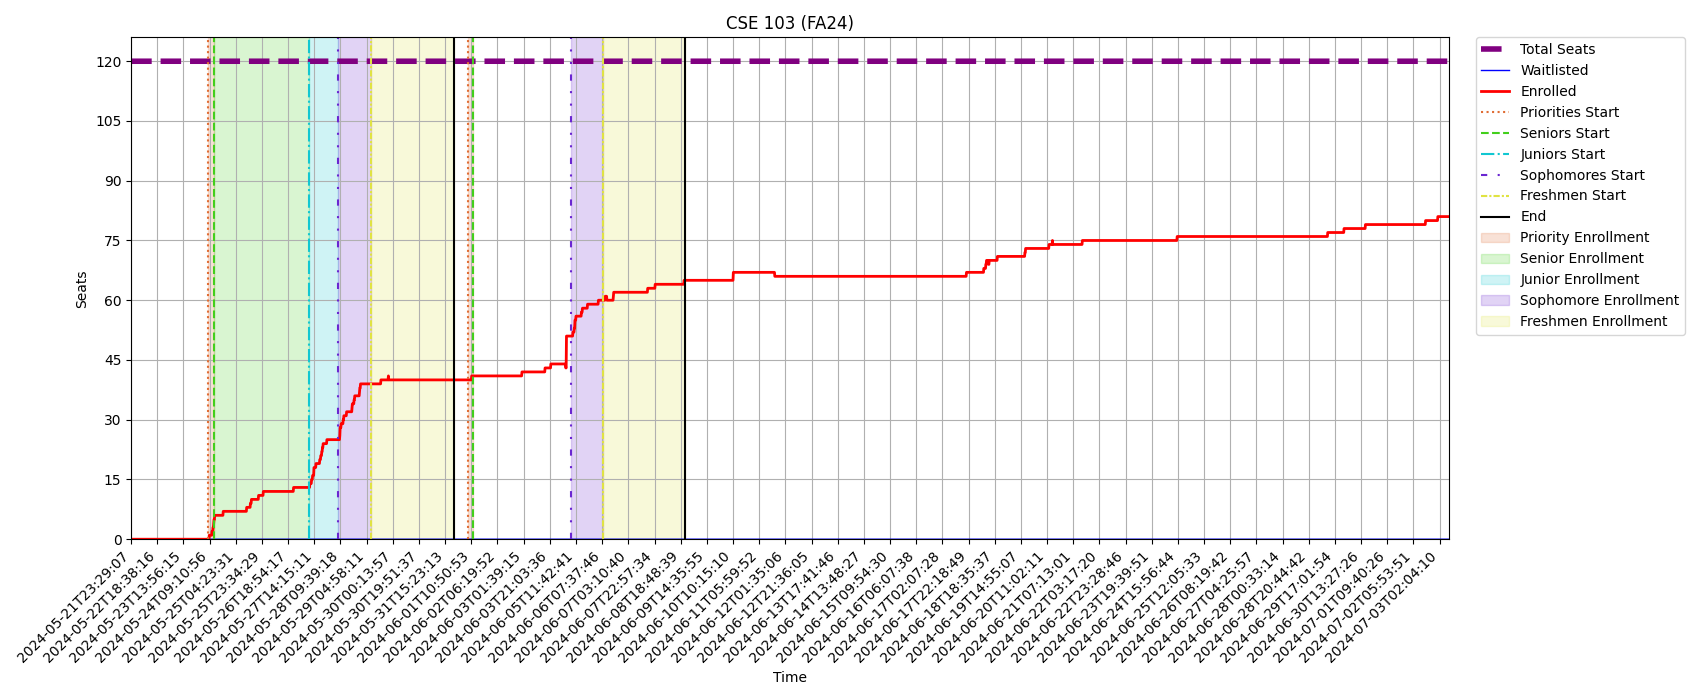 CSE 103 (FA24)
Seats
120
105
90
75
60
45
30
15
0
2024-05-21T23:29:07
2024-05-22T18:38:16
2024-05-23T13:56:15
2024-05-24T09:10:56
2024-05-25T04:23:31
2024-05-25T23:34:29
2024-05-26T18:54:17
2024-05-27T14:15:11
2024-05-28T09:39:18
2024-05-29T04:58:11
2024-05-30T00:13:57
2024-05-30T19:51:37
2024-05-31T15:23:13
2024-06-01T10:50:53
2024-06-02T06:19:52
2024-06-03T01:39:15
2024-06-03T21:03:36
2024-06-05T11:42:41
2024-06-06T07:37:46
2024-06-07T03:10:40
2024-06-07T22:57:34
2024-06-08T18:48:39
2024-06-09T14:35:55
2024-06-10T10:15:10
2024-06-11T05:59:52
2024-06-12T01:35:06
2024-06-12T21:36:05
2024-06-13T17:41:46
2024-06-14T13:48:27
2024-06-15T09:54:30
2024-06-16T06:07:38
2024-06-17T02:07:28
2024-06-17T22:18:49
2024-06-18T18:35:37
2024-06-19T14:55:07
2024-06-20T11:02:11
2024-06-21T07:13:01
2024-06-22T03:17:20
2024-06-22T23:28:46
2024-06-23T19:39:51
2024-06-24T15:56:44
2024-06-25T12:05:33
2024-06-26T08:19:42
2024-06-27T04:25:57
2024-06-28T00:33:14
2024-06-28T20:44:42
2024-06-29T17:01:54
2024-06-30T13:27:26
2024-07-01T09:40:26
2024-07-02T05:53:51
2024-07-03T02:04:10
Time
Total Seats
Waitlisted
Enrolled
Priorities Start
Seniors Start
Juniors Start
Sophomores Start
Freshmen Start
End
Priority Enrollment
Senior Enrollment
Junior Enrollment
Sophomore Enrollment
Freshmen Enrollment